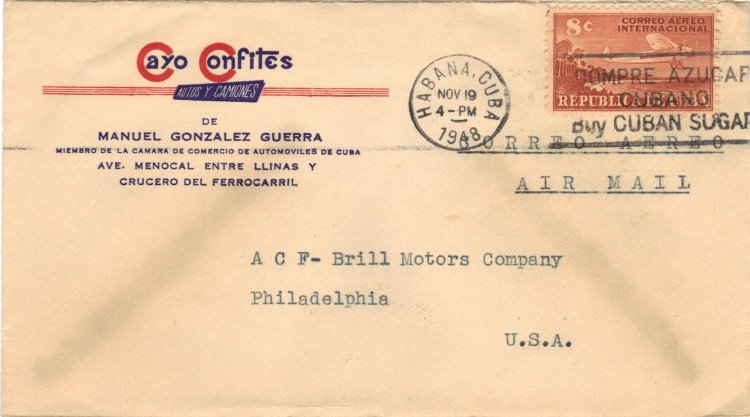 Cayo Confites
AUTOS Y CAMIONES
DE
MANUEL GONZALEZ GUERRA
MIEMBRO DE LA CAMARA DE COMERCIO DE AUTOMOVILES DE CUBA
AVE. MENOCAL ENTRE LLINAS Y
CRUCERO DEL FERROCARRIL
HABANA, CUBA
NOV 19
4-PM
1948
8¢
CORREO AEREO
INTERNACIONAL
REPUBLICA DE CUBA
COMPRE AZUCAR
CUBANO
Buy CUBAN SUGAR
CORREO AEREO
AIR MAIL
A C F- Brill Motors Company
Philadelphia
U.S.A.